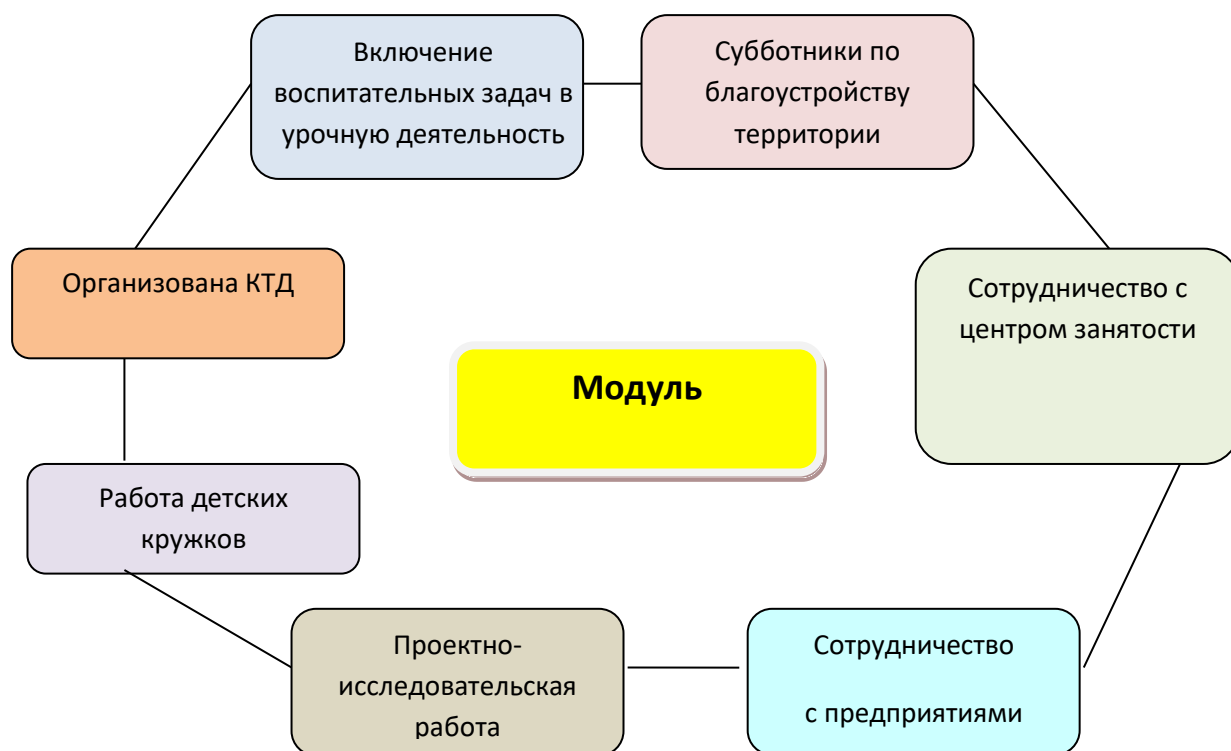 Включение
воспитательных задач в
урочную деятельность
Субботники по
благоустройству
территории
Организована КТД
Сотрудничество с
центром занятости
Модуль
Работа детских
кружков
Проектно-
исследовательская
работа
Сотрудничество
с предприятиями